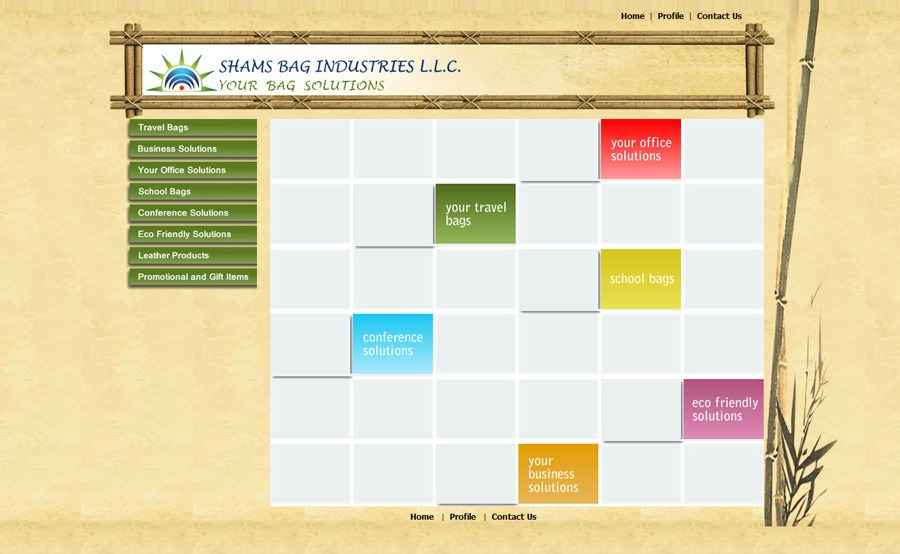 Home | Profile | Contact Us
SHAMS BAG INDUSTRIES L.L.C.
YOUR BAG SOLUTIONS
Travel Bags
Business Solutions
Your Office Solutions
School Bags
Conference Solutions
Eco Friendly Solutions
Leather Products
Promotional and Gift Items
your office
solutions
your travel
bags
school bags
conference
solutions
eco friendly
solutions
your
business
solutions
Home | Profile | Contact Us